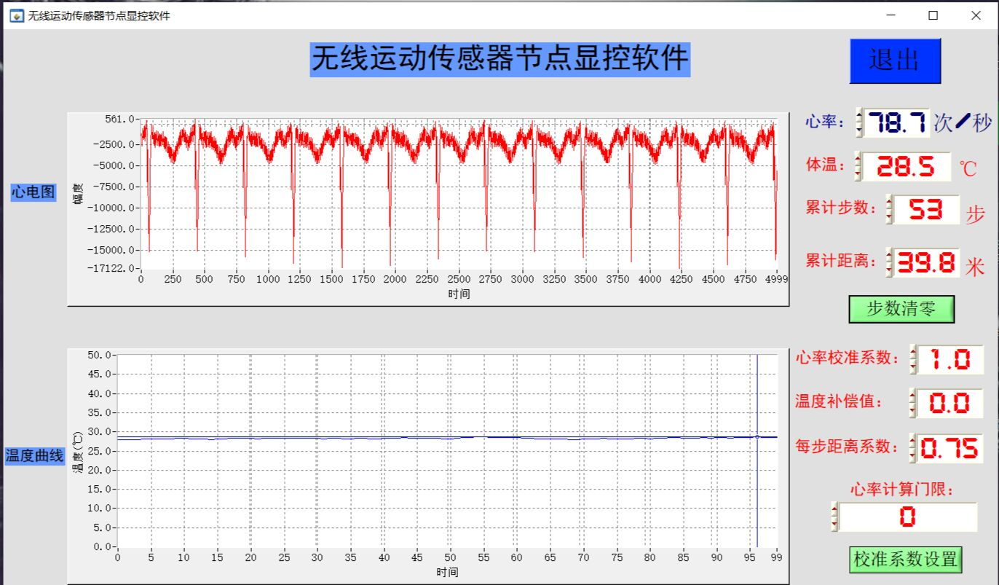 无线运动传感器节点显控软件
无线运动传感器节点显控软件
退出
心电图
幅度
561.0
-2500.0
-5000.0
-7500.0
-10000.0
-12500.0
-15000.0
-17122.0
0 250 500 750 1000 1250 1500 1750 2000 2250 2500 2750 3000 3250 3500 3750 4000 4250 4500 4750 4999
时间
心率: 78.7 次/秒
体温: 28.5 ℃
累计步数: 53 步
累计距离: 39.8 米
步数清零
温度曲线
温度(℃)
50.0
45.0
40.0
35.0
30.0
25.0
20.0
15.0
10.0
5.0
0.0
0 5 10 15 20 25 30 35 40 45 50 55 60 65 70 75 80 85 90 95 99
时间
心率校准系数: 1.0
温度补偿值: 0.0
每步距离系数: 0.75
心率计算门限:
0
校准系数设置